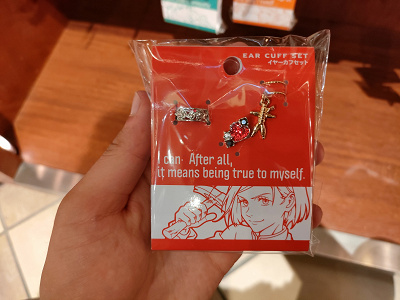 EAR CUFF SET
イヤーカフセット
I can. After all,
it means being true to myself.